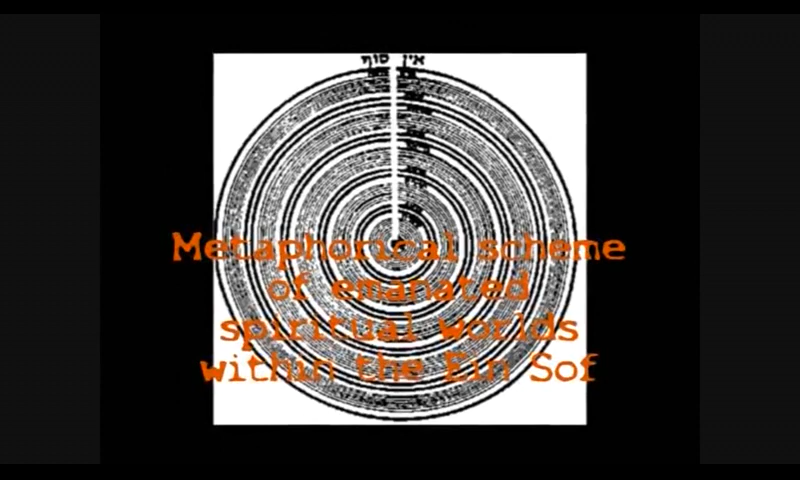 אין סוף
Metaphorical scheme
of emanated
spiritual worlds
within the Ein Sof